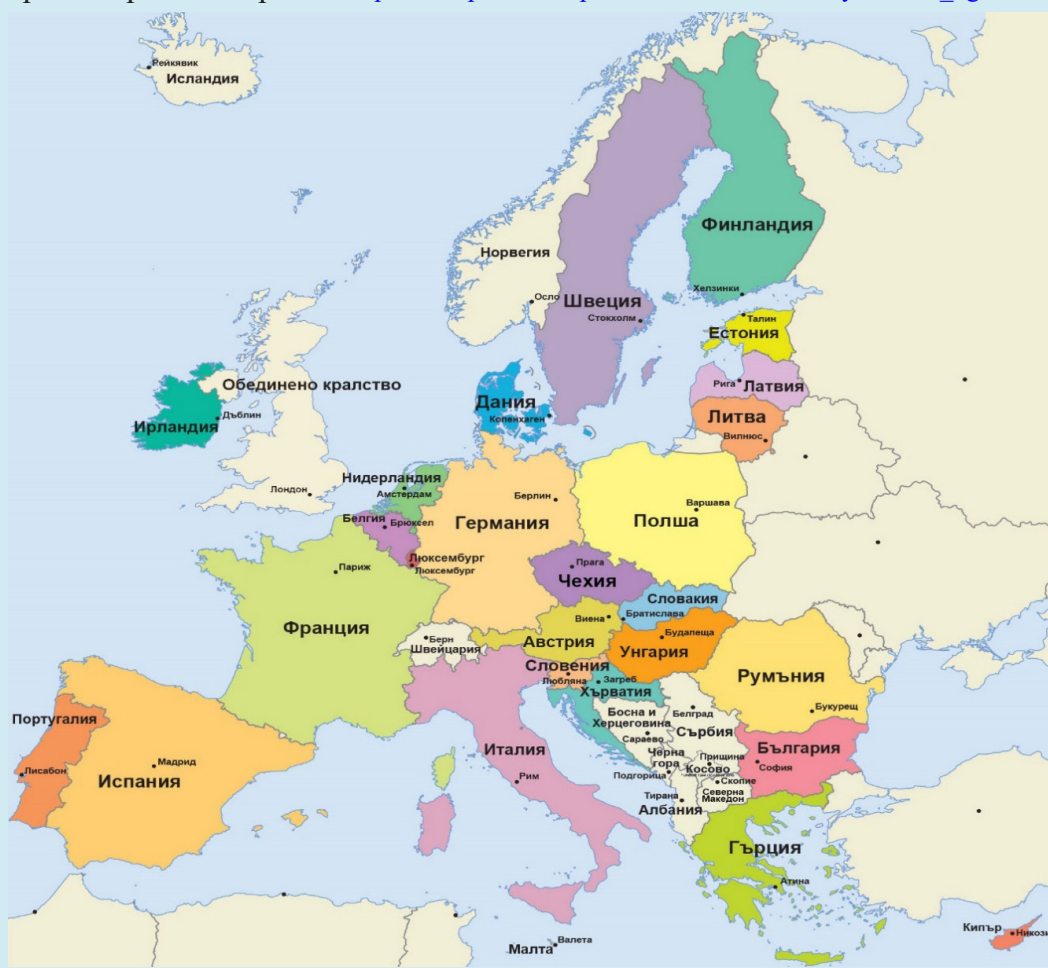 Рейкявик
Исландия
Норвегия
Осло
Швеция
Стокхолм
Финландия
Хелзинки
Талин
Естония
Рига
Латвия
Литва
Вилнюс
Обединено кралство
Дъблин
Ирландия
Лондон
Дания
Копенхаген
Нидерландия
Амстердам
Белгия
Брюксел
Люксембург
Люксембург
Берлин
Германия
Варшава
Полша
Прага
Чехия
Париж
Франция
Словакия
Братислава
Виена
Австрия
Будапеща
Унгария
Берн
Швейцария
Словения
Любляна
Загреб
Хърватия
Румъния
Букурещ
Босна и
Херцеговина
Сараево
Белград
Сърбия
Черна
гора
Подгорица
Прищина
Косово
България
София
Скопие
Северна
Македон
Тирана
Албания
Португалия
Лисабон
Мадрид
Испания
Италия
Рим
Гърция
Атина
Малта
Валета
Кипър
Никози